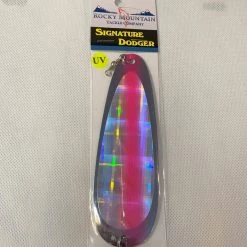 ROCKY MOUNTAIN
TACKLE COMPANY
SIGNATURE
DODGER
UV